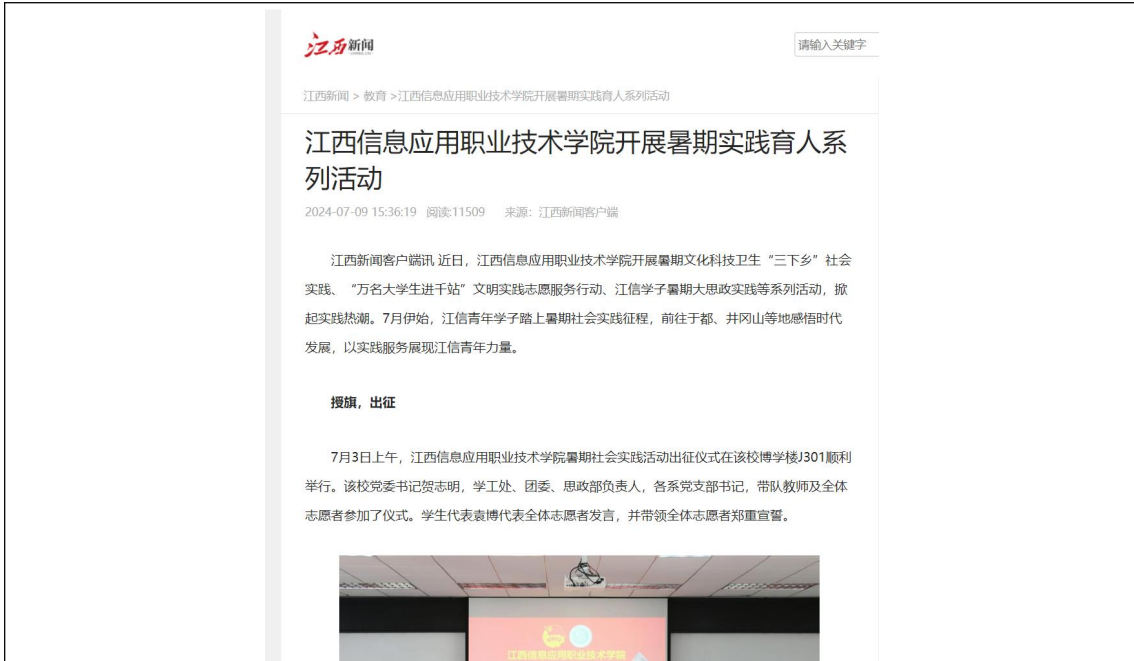 江西新闻
请输入关键字
江西新闻 > 教育 >江西信息应用职业技术学院开展暑期实践育人系列活动
江西信息应用职业技术学院开展暑期实践育人系
列活动
2024-07-09 15:36:19 阅读:11509 来源：江西新闻客户端
江西新闻客户端讯 近日，江西信息应用职业技术学院开展暑期文化科技卫生“三下乡”社会
实践、“万名大学生进千站”文明实践志愿服务行动、江信学子暑期大思政实践等系列活动，掀
起实践热潮。7月伊始，江信青年学子踏上暑期社会实践征程，前往于都、井冈山等地感悟时代
发展，以实践服务展现江信青年力量。
授旗，出征
7月3日上午，江西信息应用职业技术学院暑期社会实践活动出征仪式在该校博学楼J301顺利
举行。该校党委书记贺志明，学工处、团委、思政部负责人，各系党支部书记，带队教师及全体
志愿者参加了仪式。学生代表袁博代表全体志愿者发言，并带领全体志愿者郑重宣誓。
江西信息应用职业技术学院